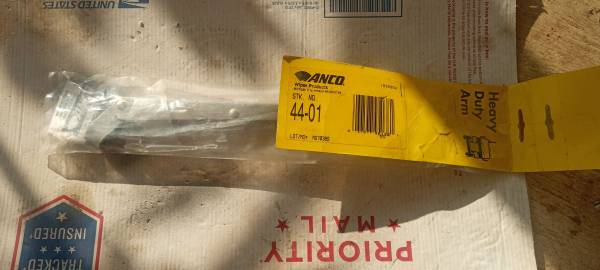 UNITED STATES
ANCO
Wiper Products
STK. NO.
44-01
Heavy
Duty
Arm
PRIORITY
★ MAIL ★
TRACKED
INSURED